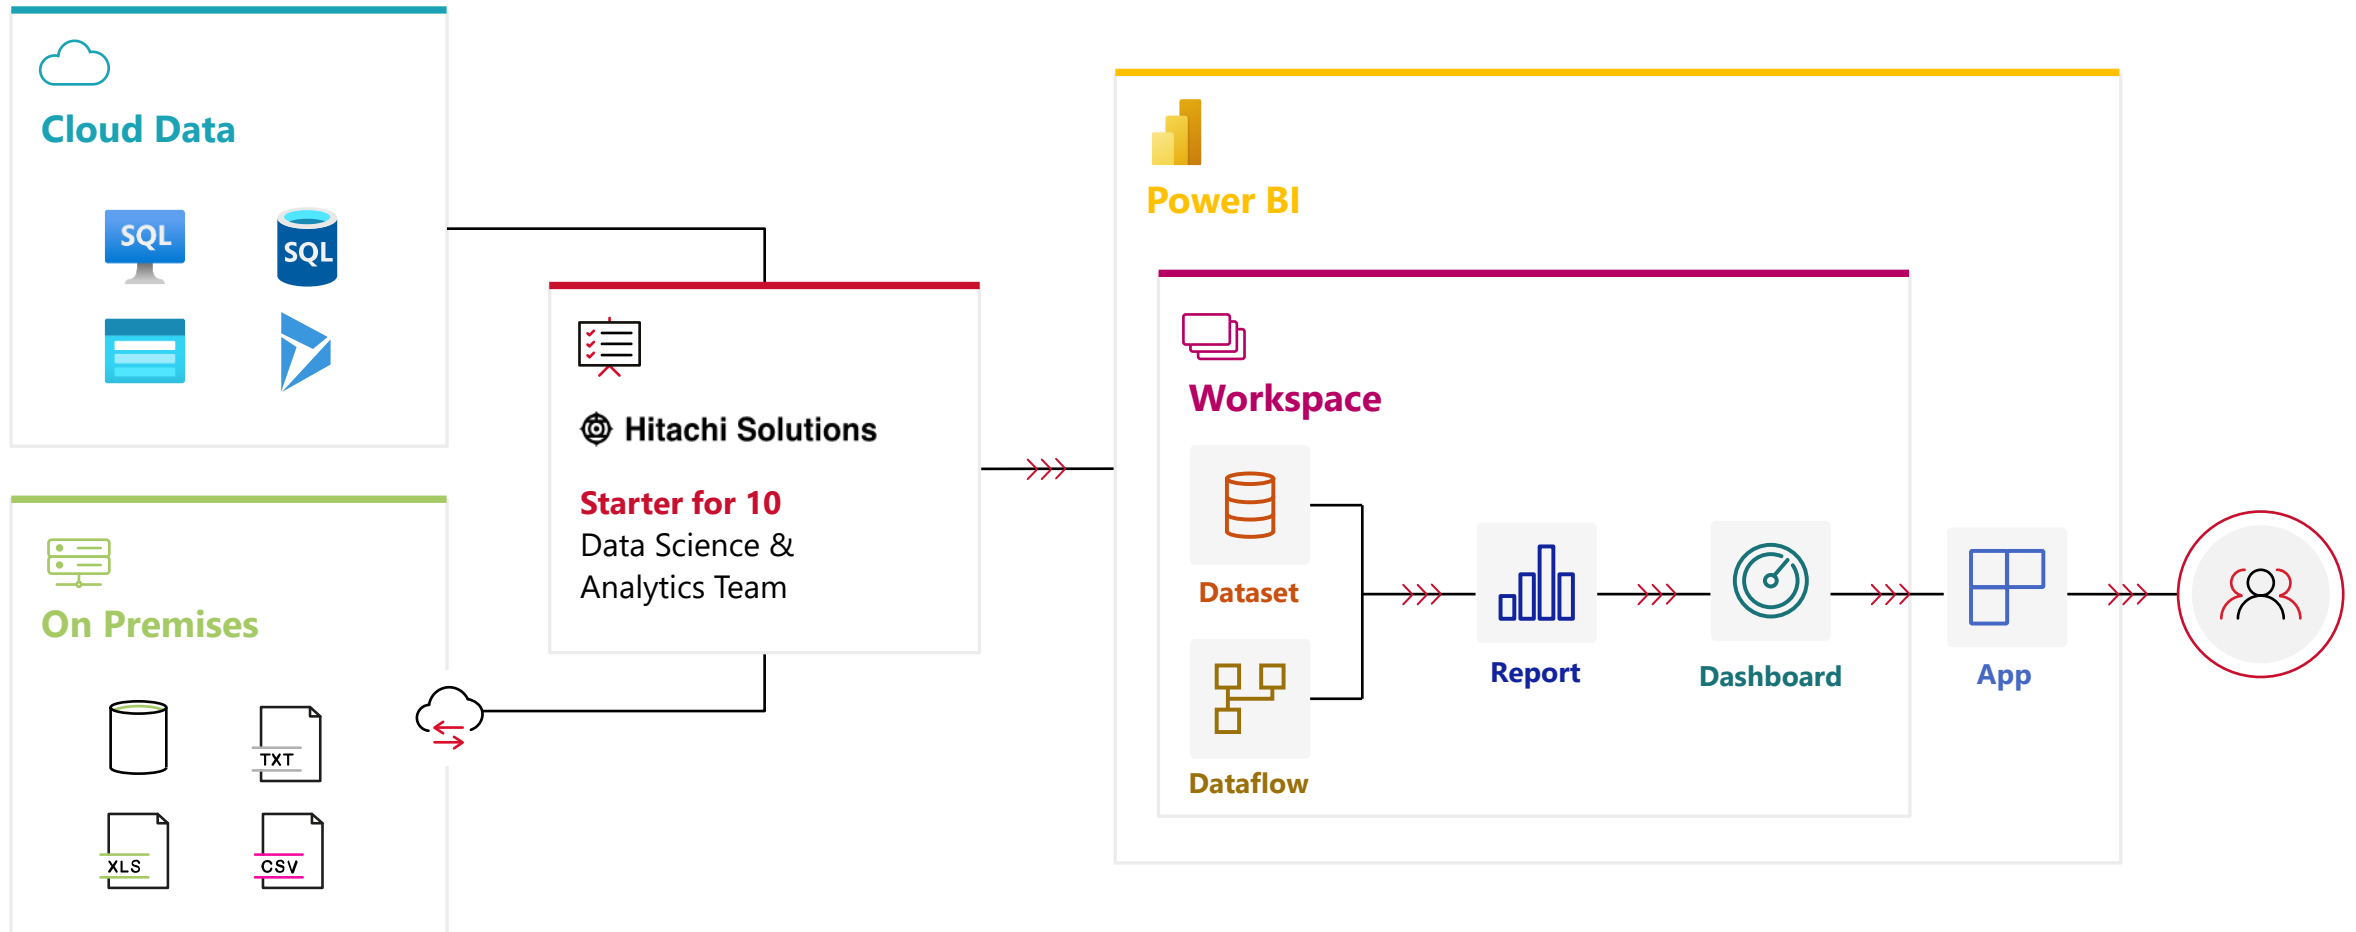 Cloud Data
SQL
SQL
On Premises
TXT
XLS
CSV
Hitachi Solutions
Starter for 10
Data Science &
Analytics Team
Power BI
Workspace
Dataset
Dataflow
Report
Dashboard
App